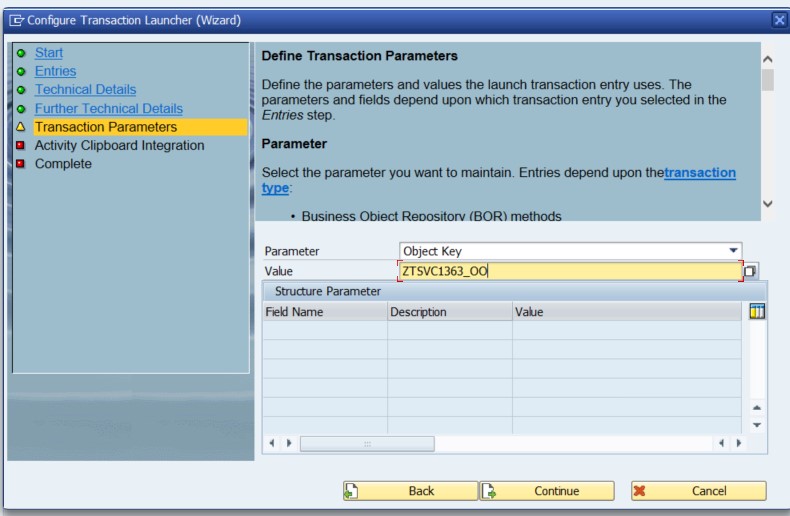 Configure Transaction Launcher (Wizard)
Start
Entries
Technical Details
Further Technical Details
Transaction Parameters
Activity Clipboard Integration
Complete
Define Transaction Parameters
Define the parameters and values the launch transaction entry uses. The
parameters and fields depend upon which transaction entry you selected in the
Entries step.
Parameter
Select the parameter you want to maintain. Entries depend upon thetransaction
type:
• Business Object Repository (BOR) methods
Parameter Object Key
Value ZTSVC1363_OO
Structure Parameter
Field Name Description Value
Back Continue Cancel